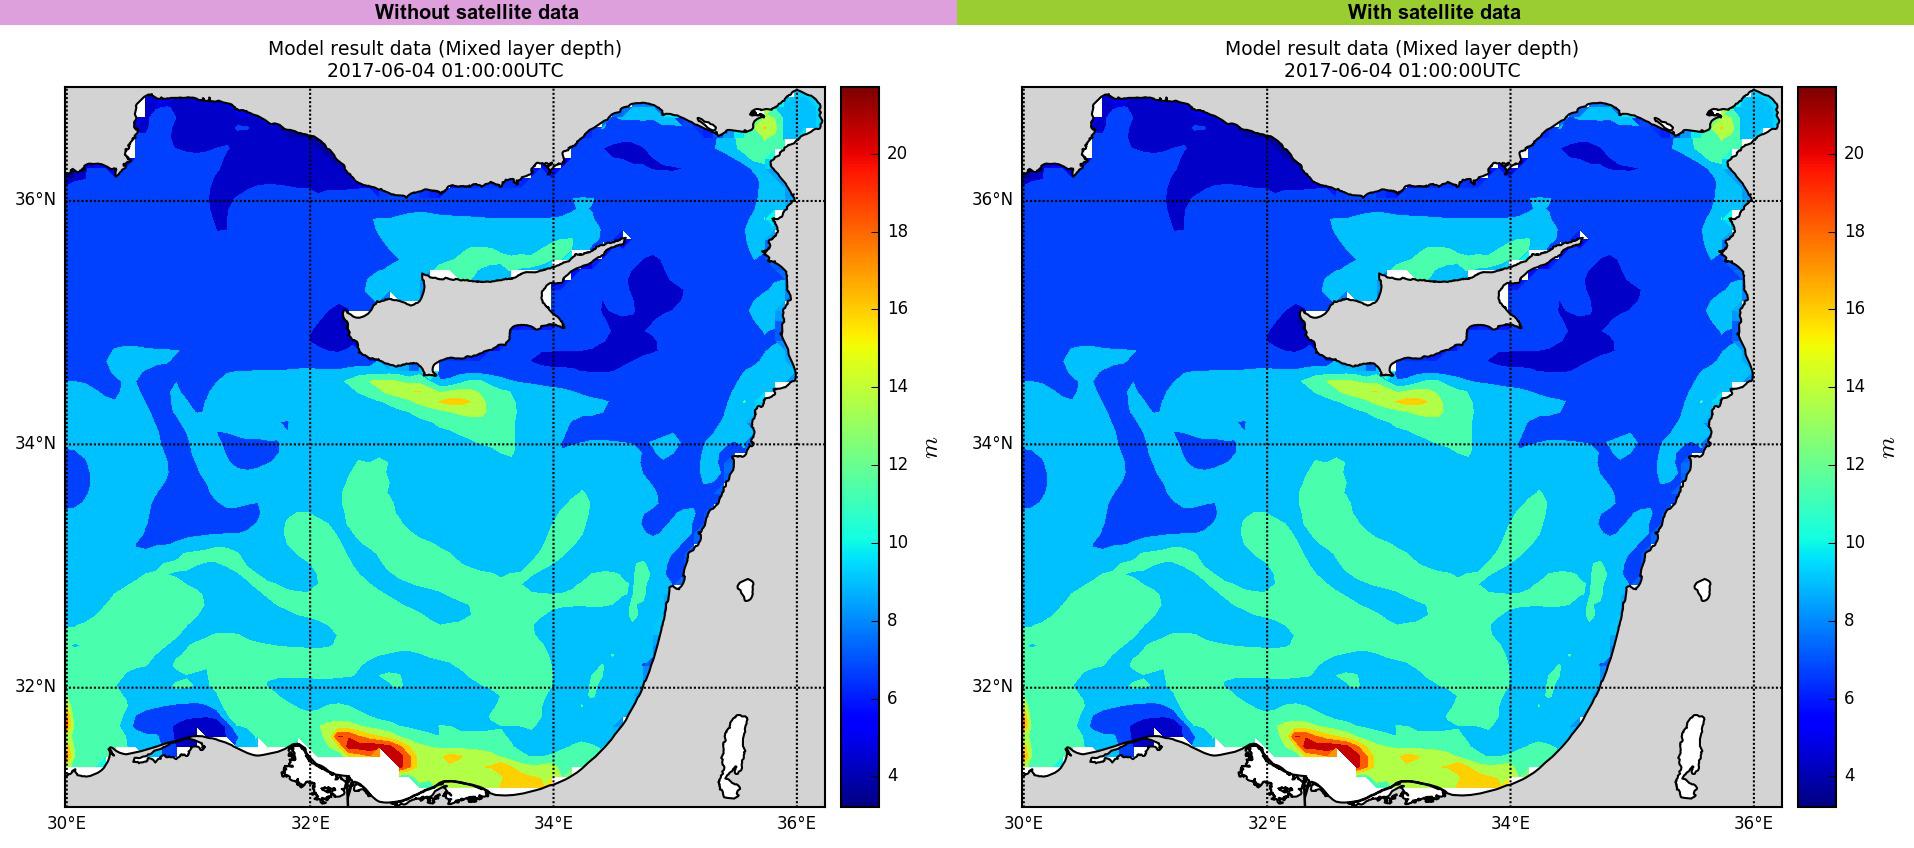 Without satellite data
With satellite data
Model result data (Mixed layer depth)
2017-06-04 01:00:00UTC
36°N
34°N
32°N
30°E 32°E 34°E 36°E
20
18
16
14
12
10
8
6
4
m
Model result data (Mixed layer depth)
2017-06-04 01:00:00UTC
36°N
34°N
32°N
30°E 32°E 34°E 36°E
20
18
16
14
12
10
8
6
4
m